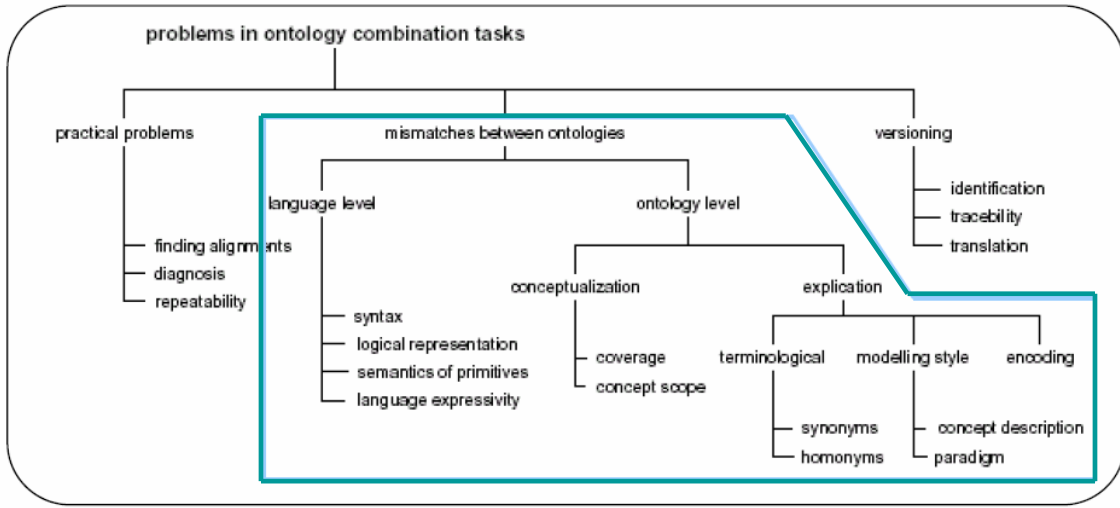 problems in ontology combination tasks
practical problems
mismatches between ontologies
versioning
language level
ontology level
identification
tracebility
translation
finding alignments
diagnosis
repeatability
conceptualization
explication
syntax
logical representation
semantics of primitives
language expressivity
coverage
concept scope
terminological
modelling style
encoding
synonyms
homonyms
concept description
paradigm